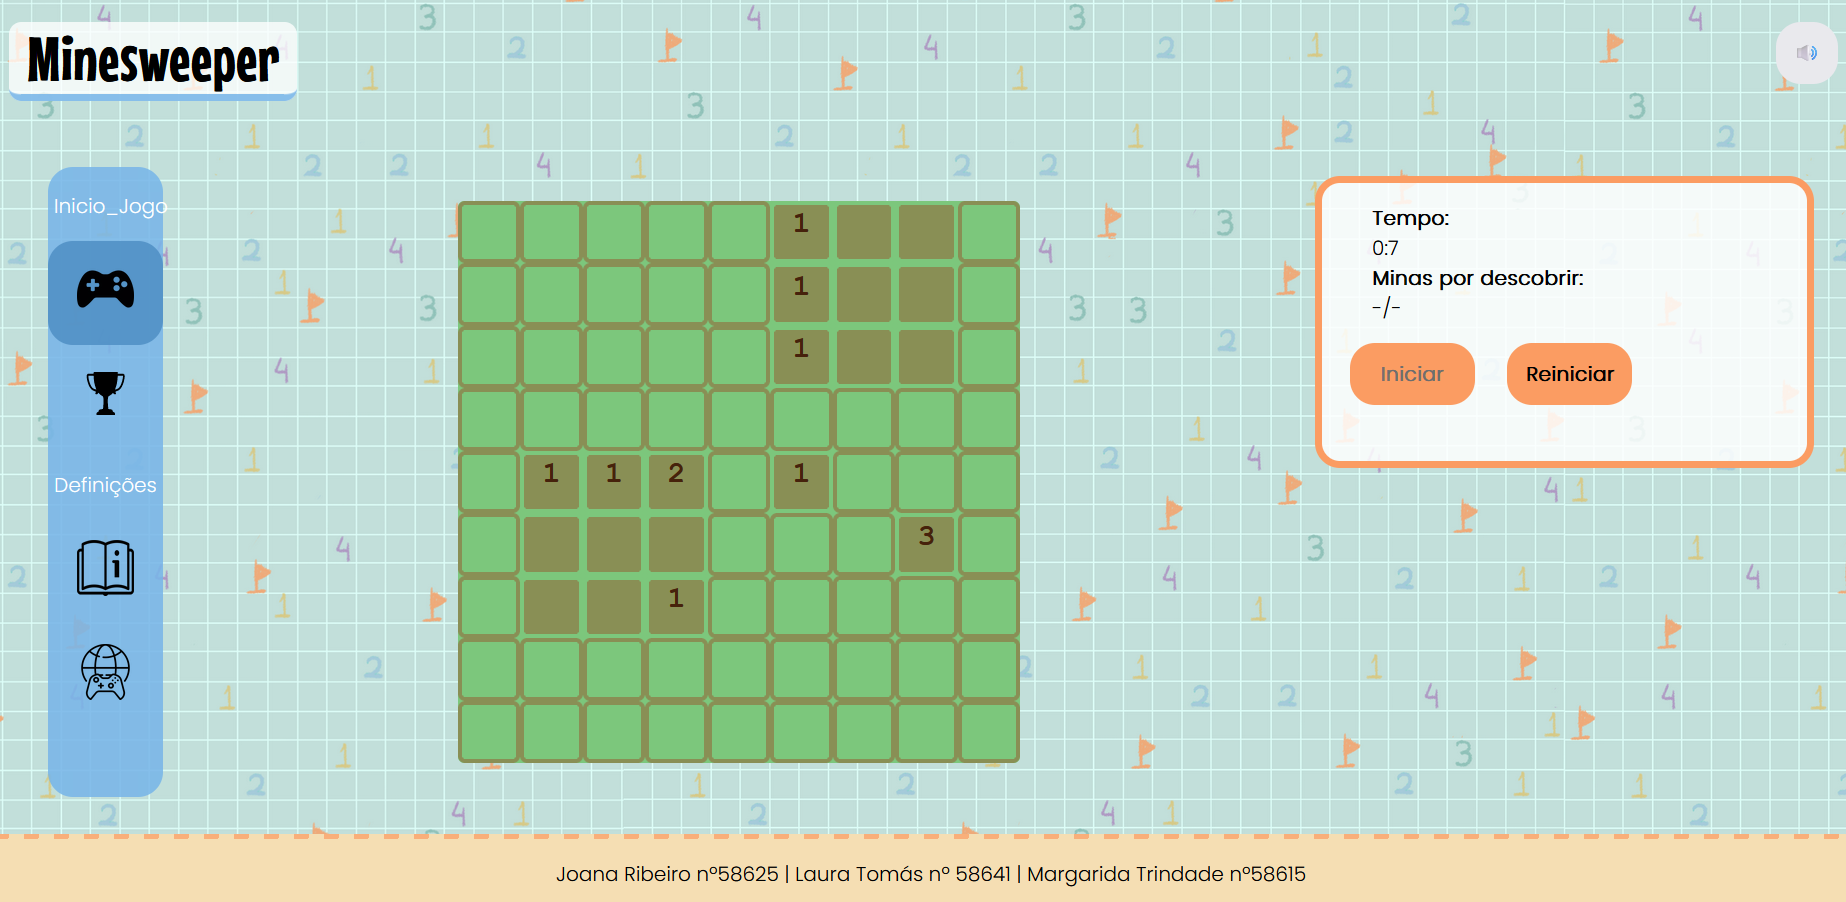 Minesweeper
Inicio_Jogo
Definições
1
1
1
1 1 2 1
3
1
Tempo:
0:7
Minas por descobrir:
-/-
Iniciar Reiniciar
Joana Ribeiro nº58625 | Laura Tomás nº 58641 | Margarida Trindade nº58615